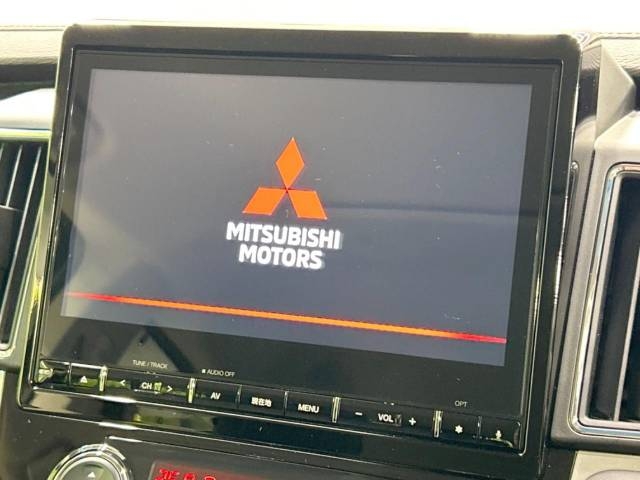 MITSUBISHI
MOTORS
TUNE / TRACK
■ AUDIO OFF
OPT
< CH > AV 現在地 MENU − VOL +